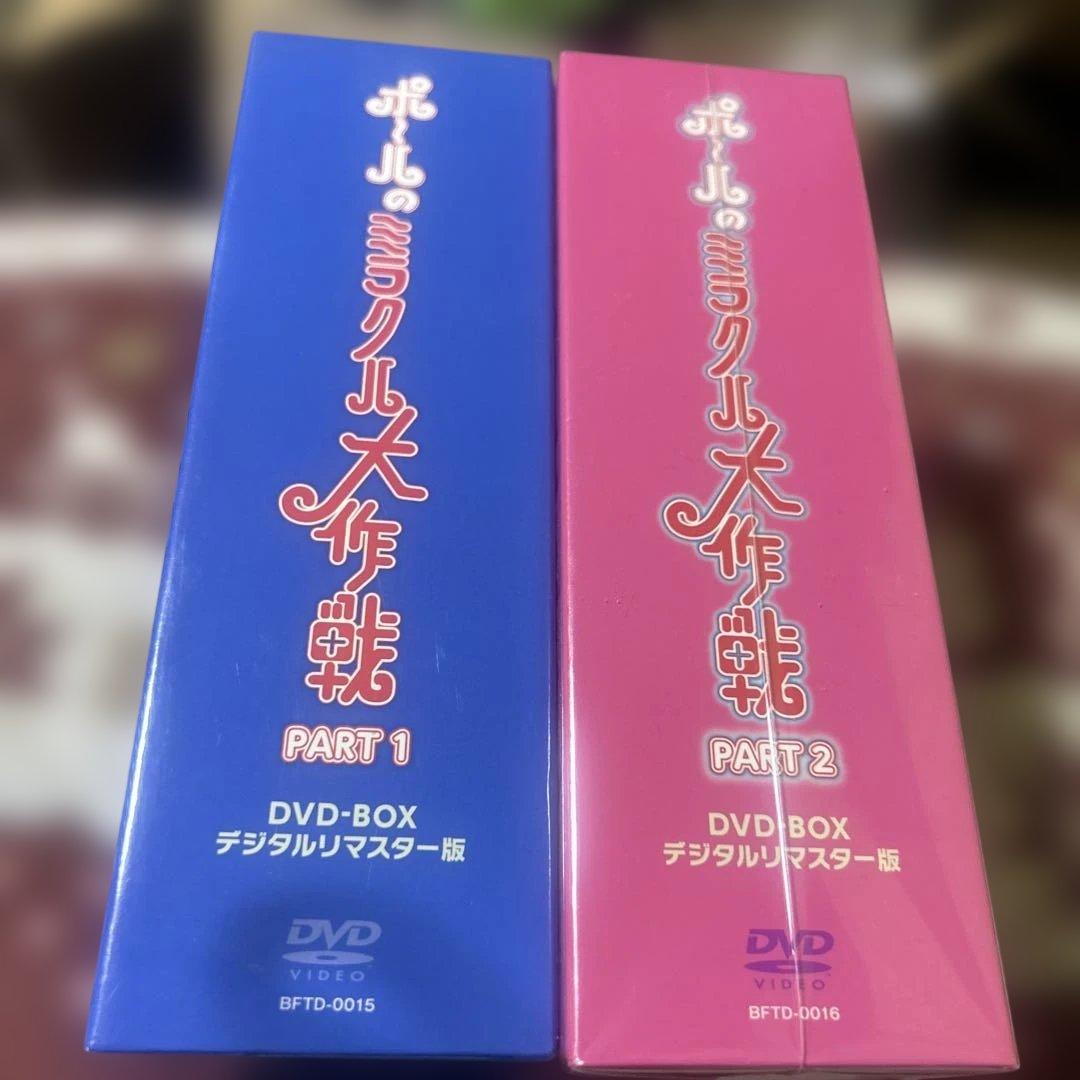 ポールのミラクル大作戦
PART 1
DVD-BOX
デジタルリマスター版
DVD
VIDEO
BFTD-0015
ポールのミラクル大作戦
PART 2
DVD-BOX
デジタルリマスター版
DVD
VIDEO
BFTD-0016